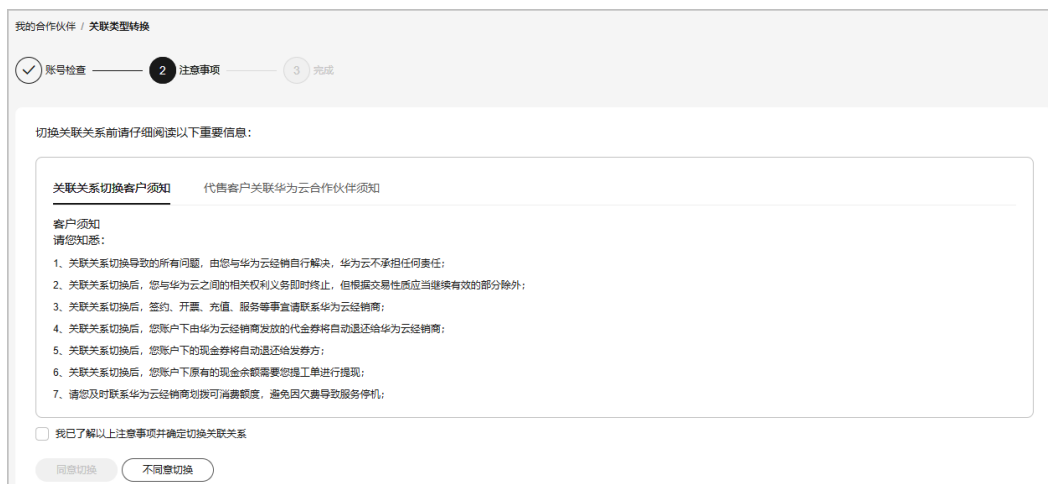 我的合作伙伴 / 关联类型转换
账号检查 2 注意事项 3 完成
切换关联关系前请仔细阅读以下重要信息：
关联关系切换客户须知 代售客户关联华为云合作伙伴须知
客户须知
请您知悉：
1、关联关系切换导致的所有问题，由您与华为云经销自行解决，华为云不承担任何责任；
2、关联关系切换后，您与华为云之间的相关权利义务即时终止，但根据交易性质应当继续有效的部分除外；
3、关联关系切换后，签约、开票、充值、服务等事宜请联系华为云经销商；
4、关联关系切换后，您账户下由华为云经销商发放的代金券将自动退还给华为云经销商；
5、关联关系切换后，您账户下的现金券将自动退还给发券方；
6、关联关系切换后，您账户下原有的现金余额需要您提工单进行提现；
7、请您及时联系华为云经销商划拨可消费额度，避免因欠费导致服务停机；
我已了解以上注意事项并确定切换关联关系
同意切换 不同意切换